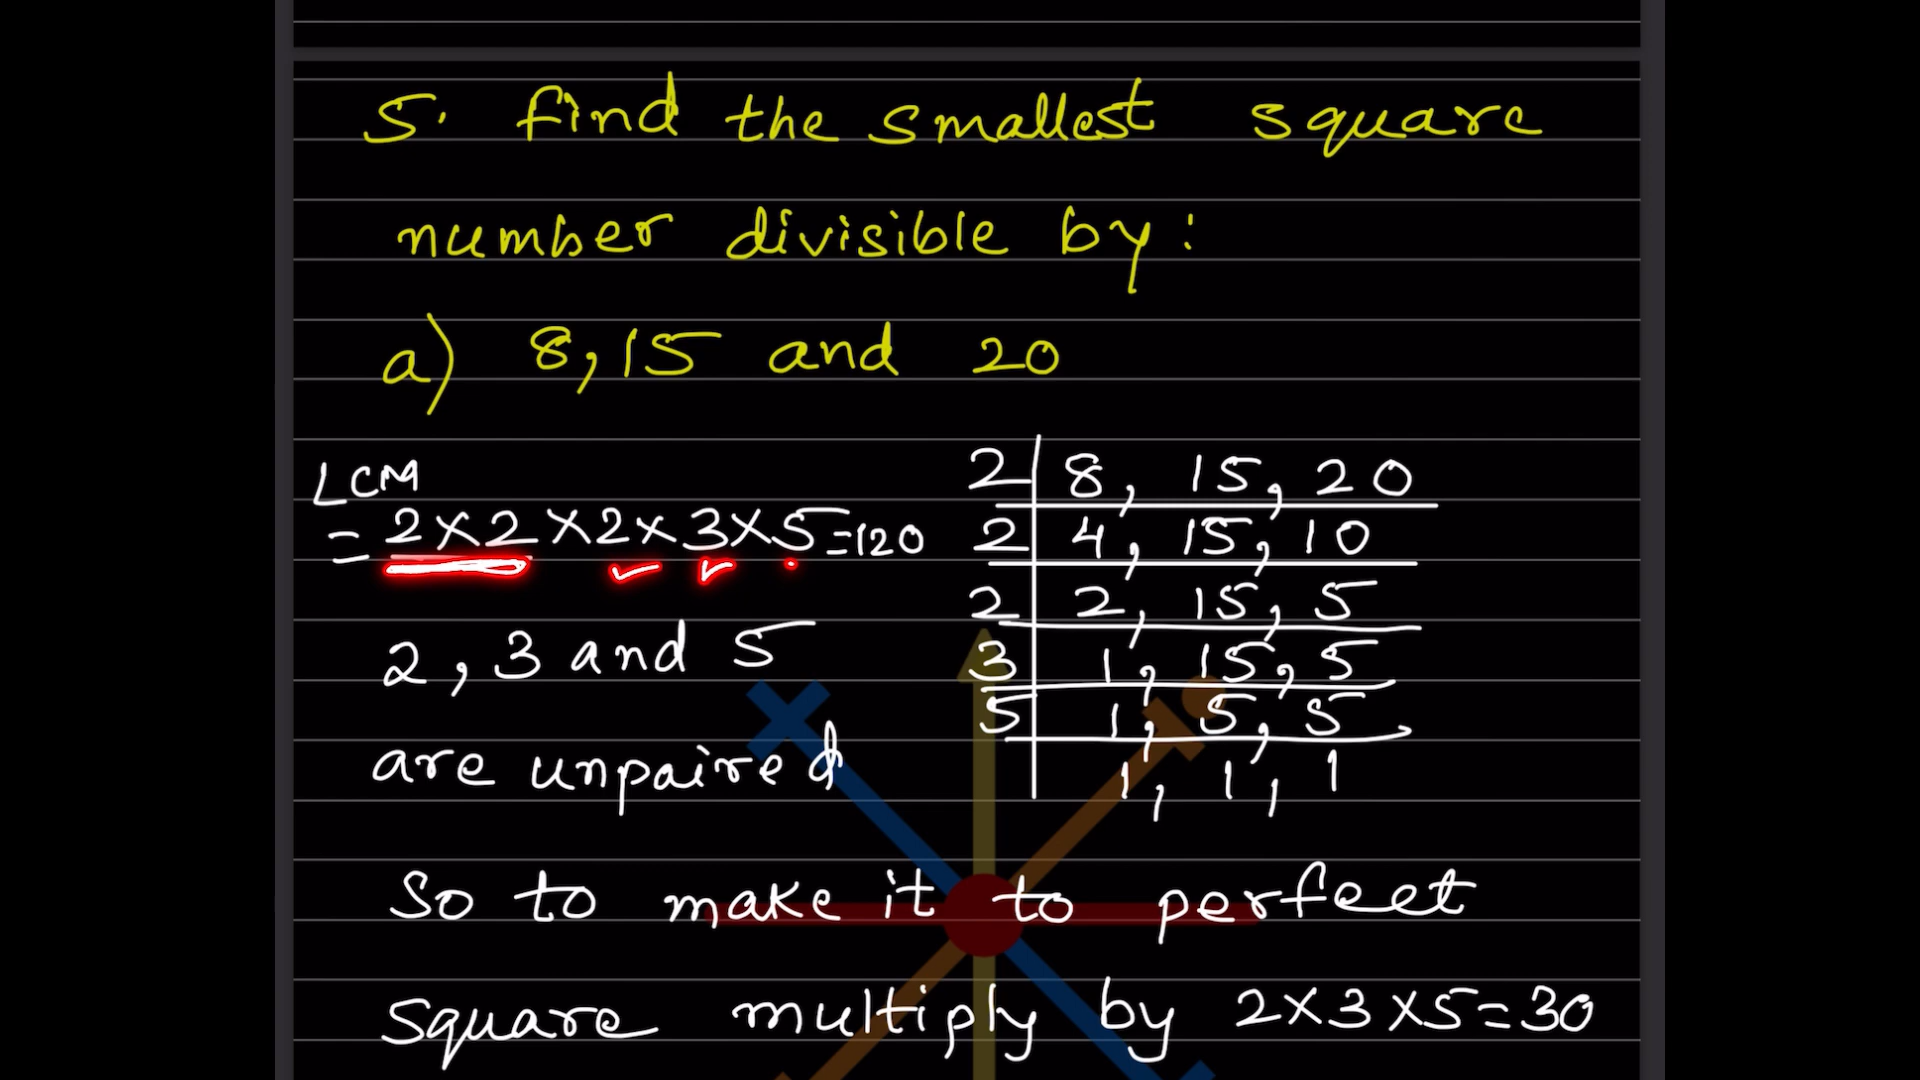 5. find the smallest square
number divisible by:
a) 8, 15 and 20
LCM
= 2×2×2×3×5=120
2, 3 and 5
are unpaired
2 | 8, 15, 20
2 | 4, 15, 10
2 | 2, 15, 5
3 | 1, 15, 5
5 | 1, 5, 5
| 1, 1, 1
So to make it to perfect
square multiply by 2×3×5=30